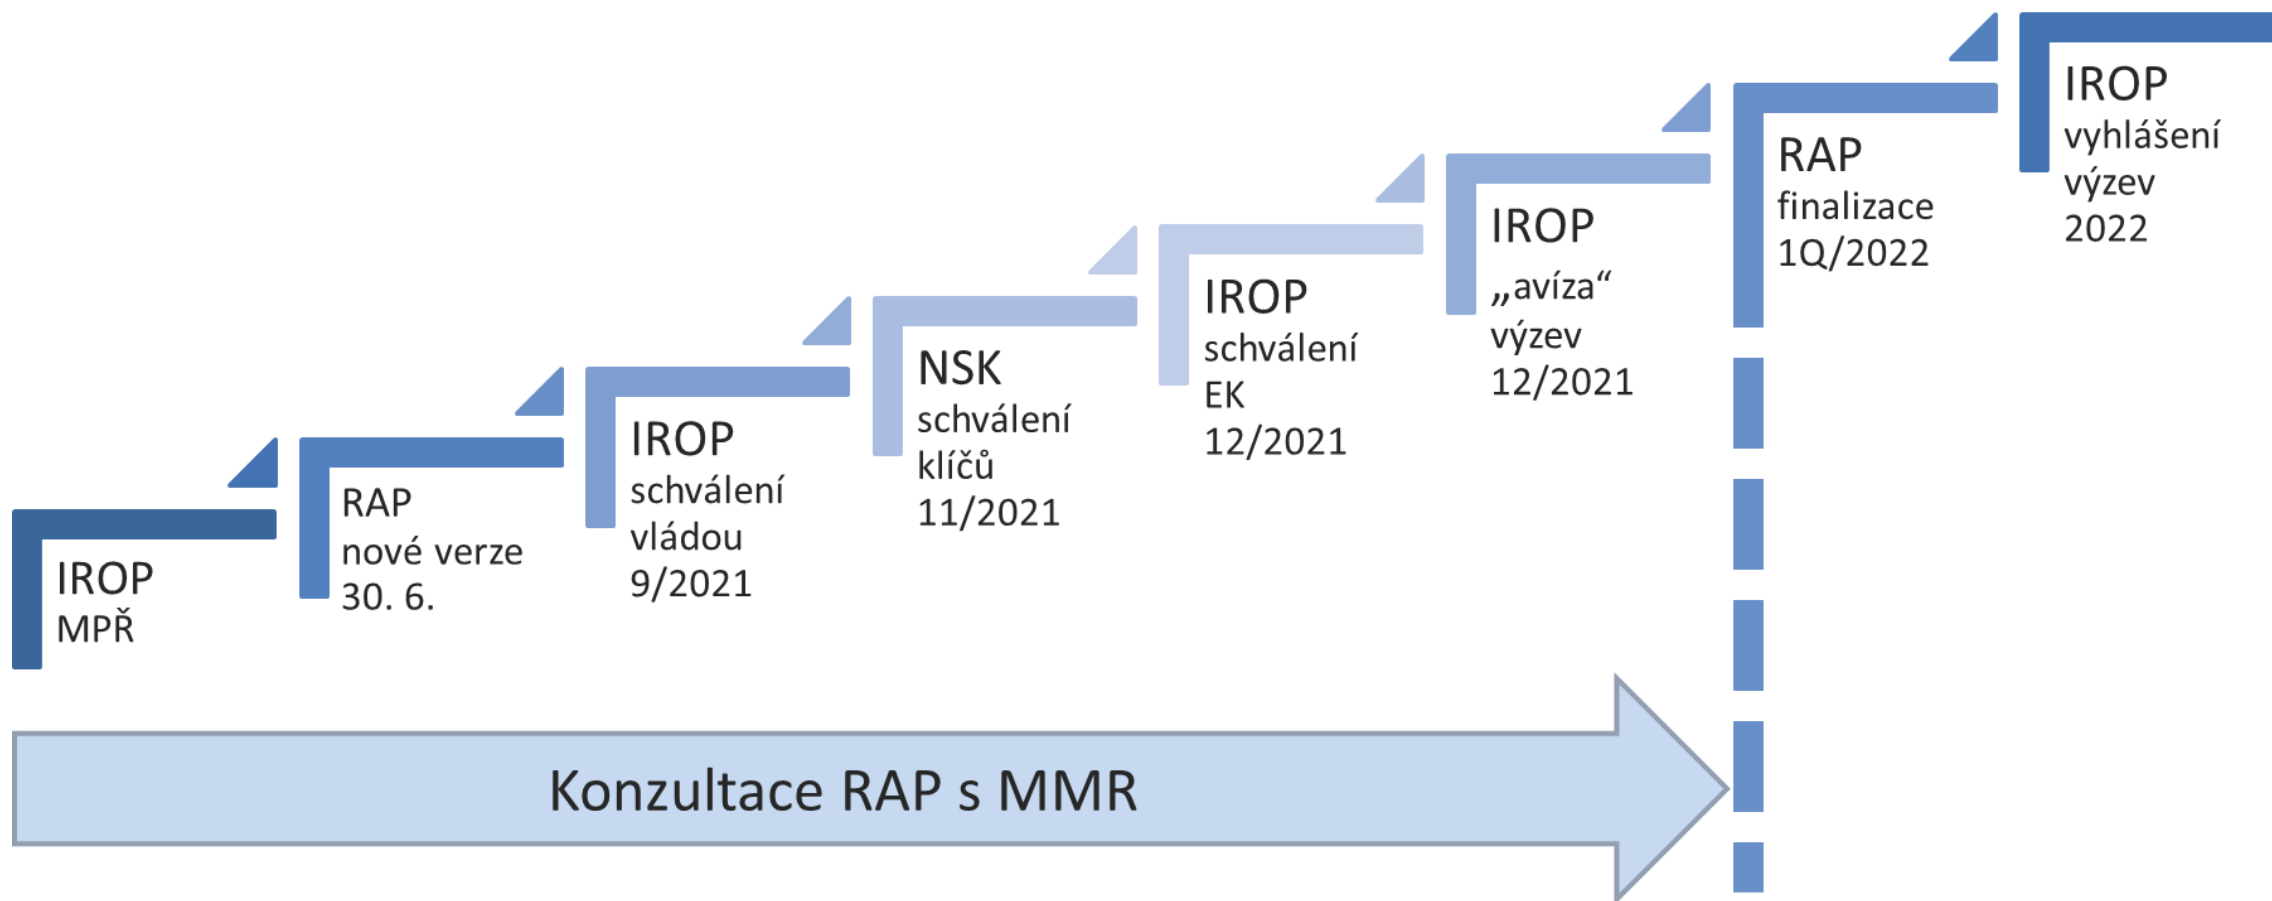 IROP
MPŘ
RAP
nové verze
30. 6.
IROP
schválení
vládou
9/2021
NSK
schválení
klíčů
11/2021
IROP
schválení
EK
12/2021
IROP
„avíza“
výzev
12/2021
RAP
finalizace
1Q/2022
IROP
vyhlášení
výzev
2022
Konzultace RAP s MMR